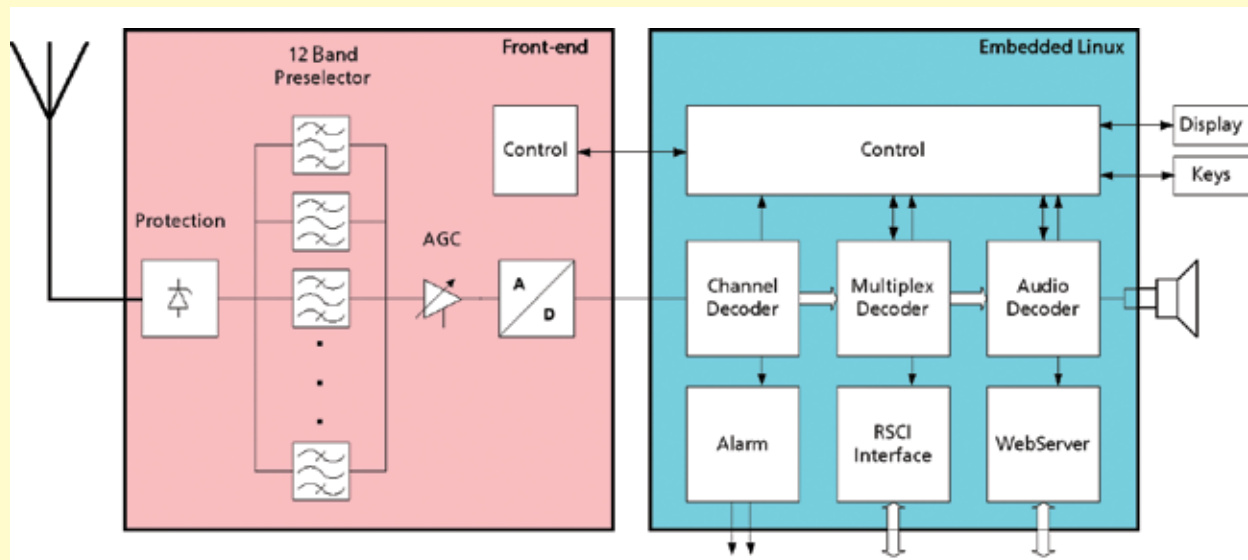 Front-end
12 Band
Preselector
Control
Protection
AGC
A
D
Embedded Linux
Control
Display
Keys
Channel
Decoder
Multiplex
Decoder
Audio
Decoder
Alarm
RSCI
Interface
WebServer